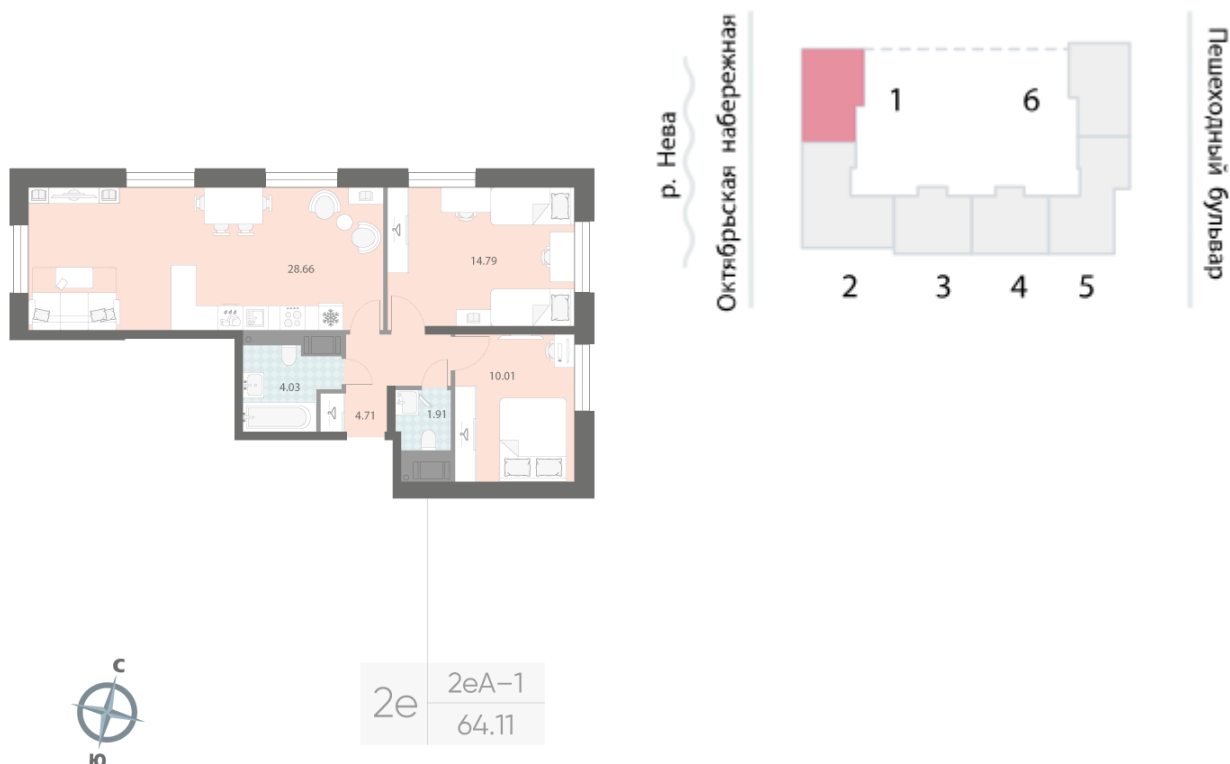 р. Нева
Октябрьская набережная
1
6
2
3
4
5
Пешеходный бульвар
28.66
14.79
4.03
4.71
1.91
10.01
2е
2еА–1
64.11
С
Ю